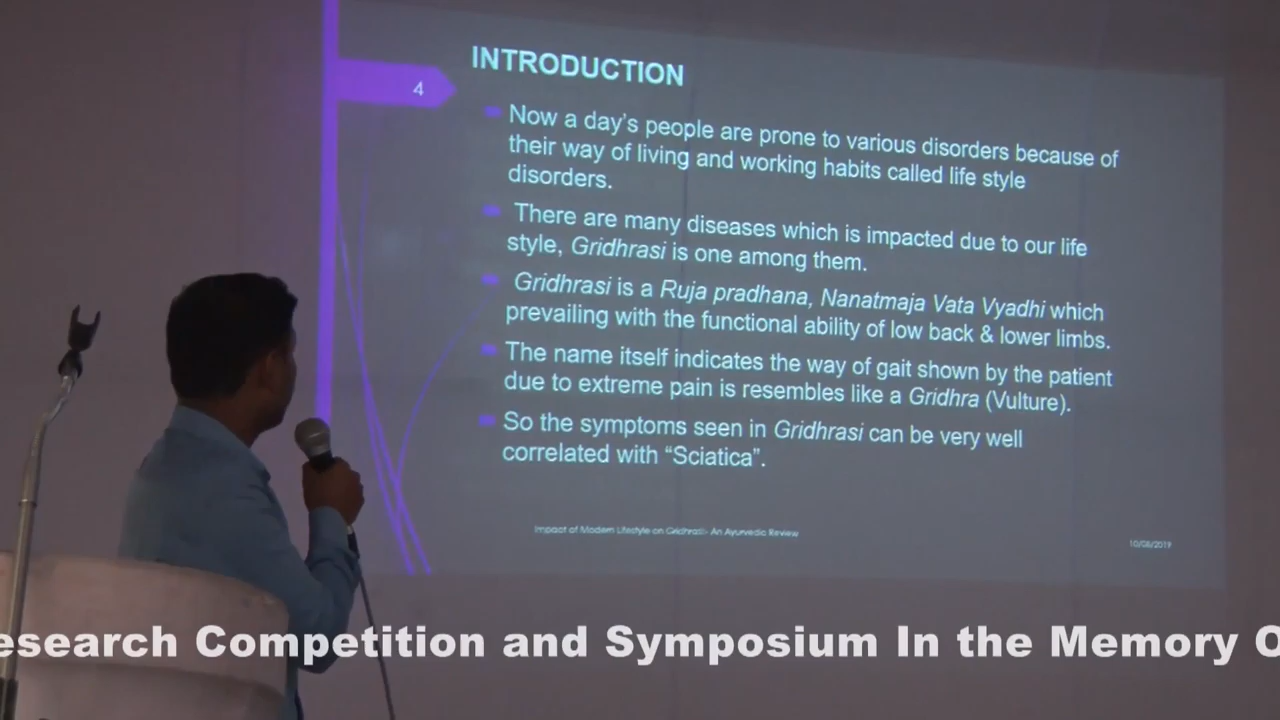 INTRODUCTION
4
Now a day's people are prone to various disorders because of
their way of living and working habits called life style
disorders.
There are many diseases which is impacted due to our life
style, Gridhrasi is one among them.
Gridhrasi is a Ruja pradhana, Nanatmaja Vata Vyadhi which
prevailing with the functional ability of low back & lower limbs.
The name itself indicates the way of gait shown by the patient
due to extreme pain is resembles like a Gridhra (Vulture).
So the symptoms seen in Gridhrasi can be very well
correlated with “Sciatica”.
Impact of Modern Lifestyle on Gridhrasi- An Ayurvedic Review
10/08/2019
esearch Competition and Symposium In the Memory O